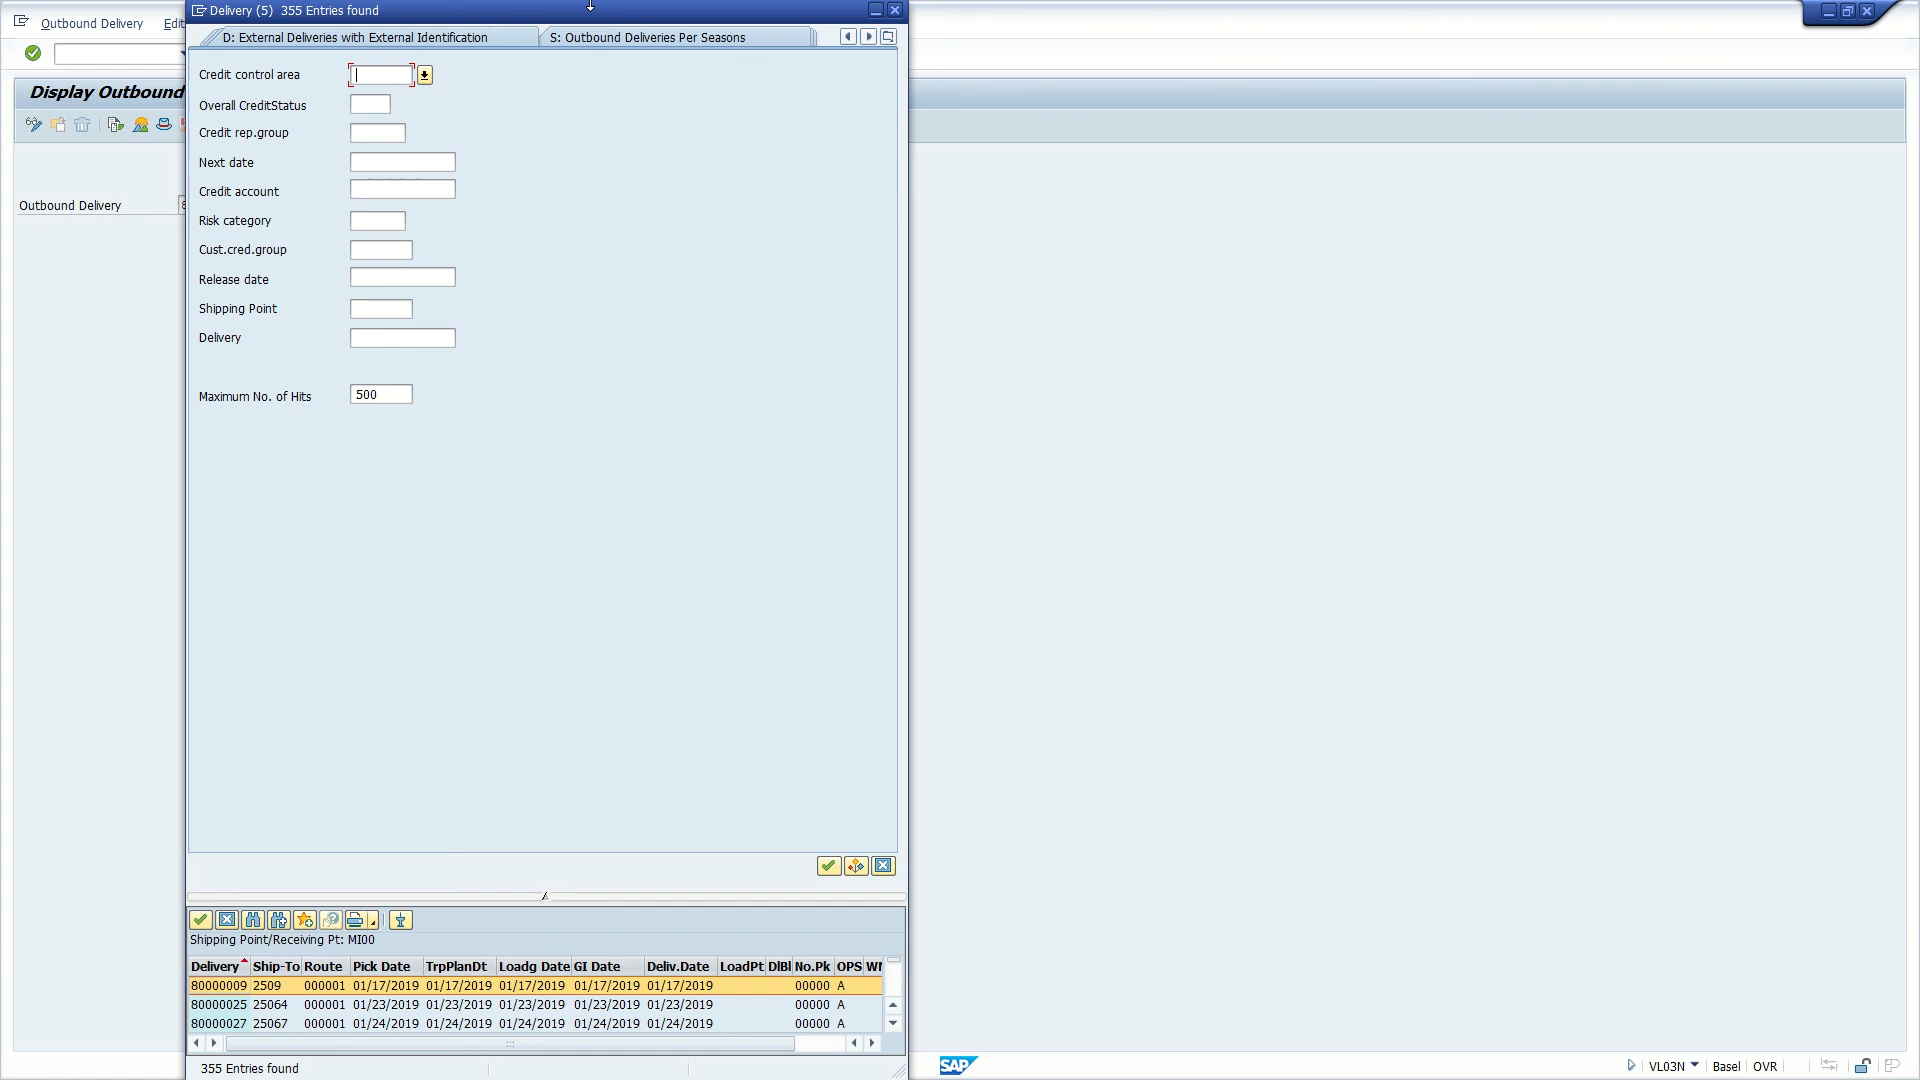 Delivery (5) 355 Entries found
Outbound Delivery
D: External Deliveries with External Identification
S: Outbound Deliveries Per Seasons
Credit control area
Display Outbound
Overall CreditStatus
Credit rep.group
Next date
Credit account
Outbound Delivery
Risk category
Cust.cred.group
Release date
Shipping Point
Delivery
Maximum No. of Hits 500
Shipping Point/Receiving Pt: MI00
Delivery Ship-To Route Pick Date TrpPlanDt Loadg Date GI Date Deliv.Date LoadPt DlBl No.Pk OPS
80000009 2509 000001 01/17/2019 01/17/2019 01/17/2019 01/17/2019 01/17/2019 00000 A
80000025 25064 000001 01/23/2019 01/23/2019 01/23/2019 01/23/2019 01/23/2019 00000 A
80000027 25067 000001 01/24/2019 01/24/2019 01/24/2019 01/24/2019 01/24/2019 00000 A
355 Entries found
SAP VL03N Basel OVR